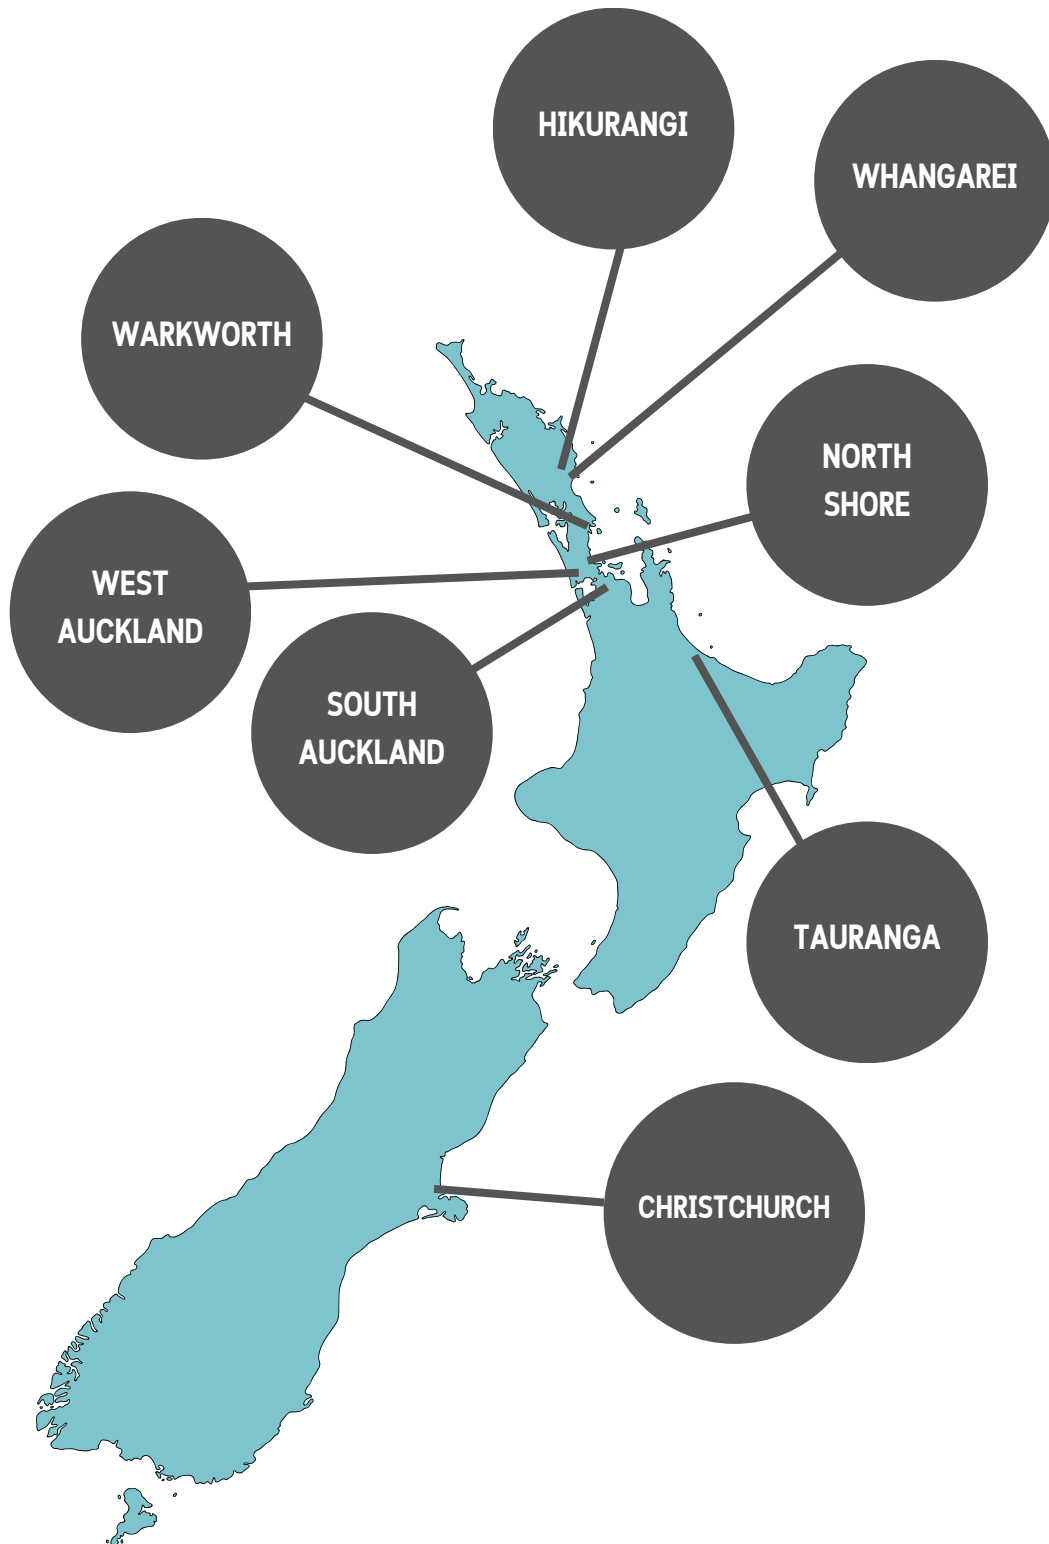 HIKURANGI
WHANGAREI
WARKWORTH
NORTH
SHORE
WEST
AUCKLAND
SOUTH
AUCKLAND
TAURANGA
CHRISTCHURCH